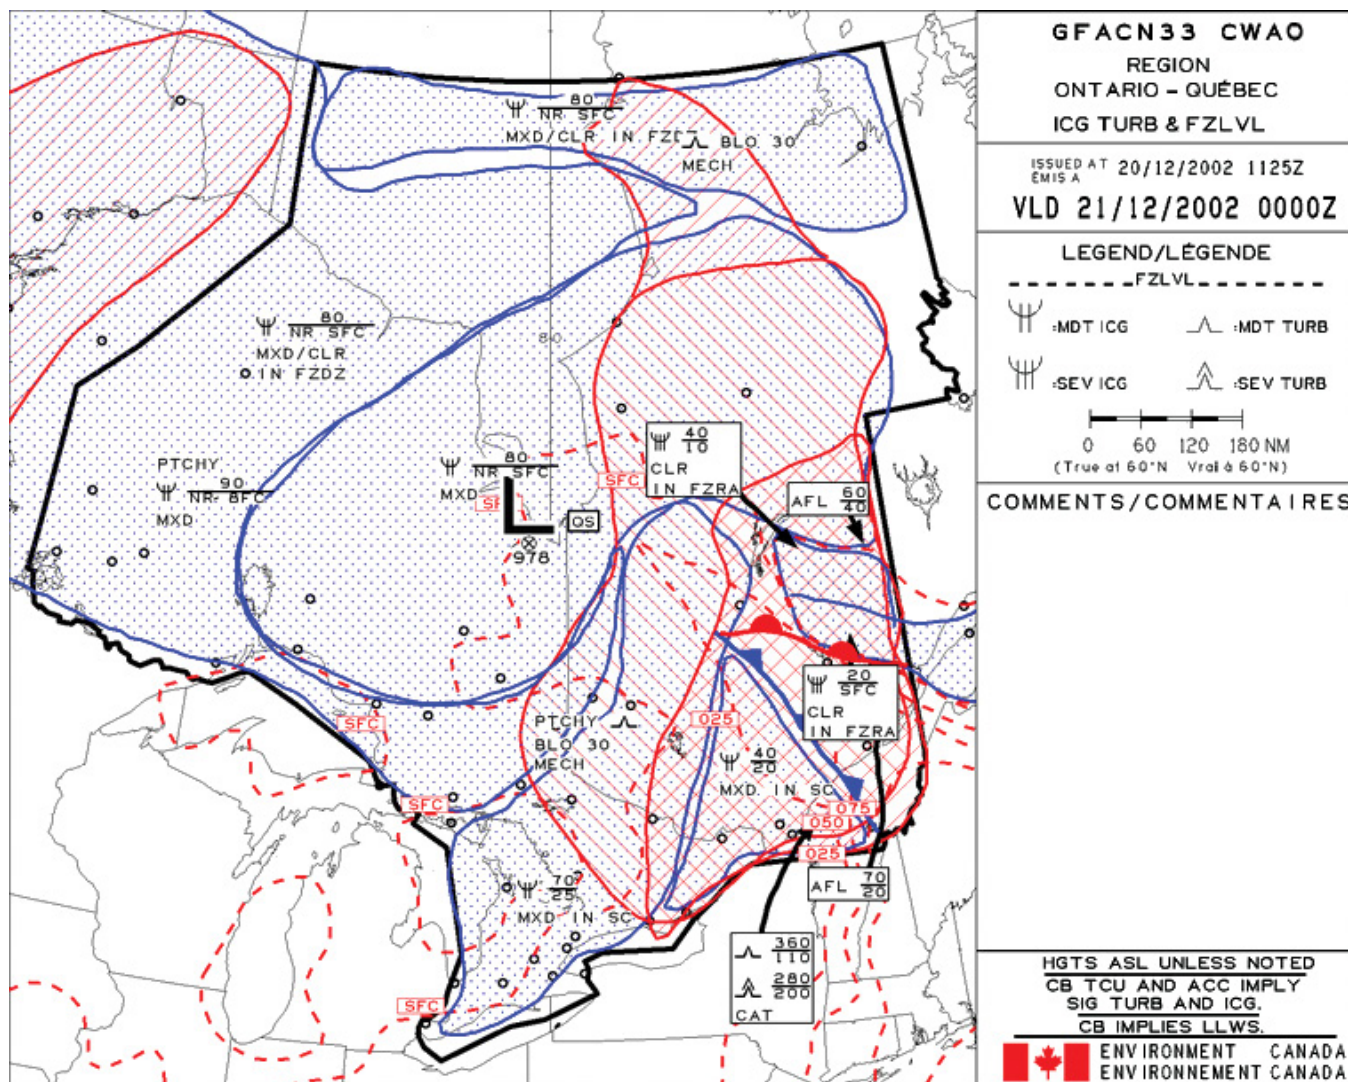 80
NR SFC
MXD/CLR IN FZDZ
BLO 30
MECH
80
NR SFC
MXD/CLR
IN FZDZ
80
PTCHY
90
NR SFC
MXD
80
NR SFC
MXD
SFC
QS
978
SFC
40
10
CLR
IN FZRA
AFL 60
40
20
SFC
CLR
IN FZRA
SFC
PTCHY
BLO 30
MECH
025
40
20
MXD IN SC
075
050
025
SFC
AFL 70
20
70
25
MXD IN SC
360
110
280
200
CAT
SFC
GFACN33 CWAO
REGION
ONTARIO - QUÉBEC
ICG TURB & FZLVL
ISSUED AT 20/12/2002 1125Z
ÉMIS A
VLD 21/12/2002 0000Z
LEGEND/LÉGENDE
FZLVL
:MDT ICG :MDT TURB
:SEV ICG :SEV TURB
0 60 120 180 NM
(True at 60°N Vrai à 60°N)
COMMENTS/COMMENTAIRES
HGTS ASL UNLESS NOTED
CB TCU AND ACC IMPLY
SIG TURB AND ICG.
CB IMPLIES LLWS.
ENVIRONMENT CANADA
ENVIRONNEMENT CANADA